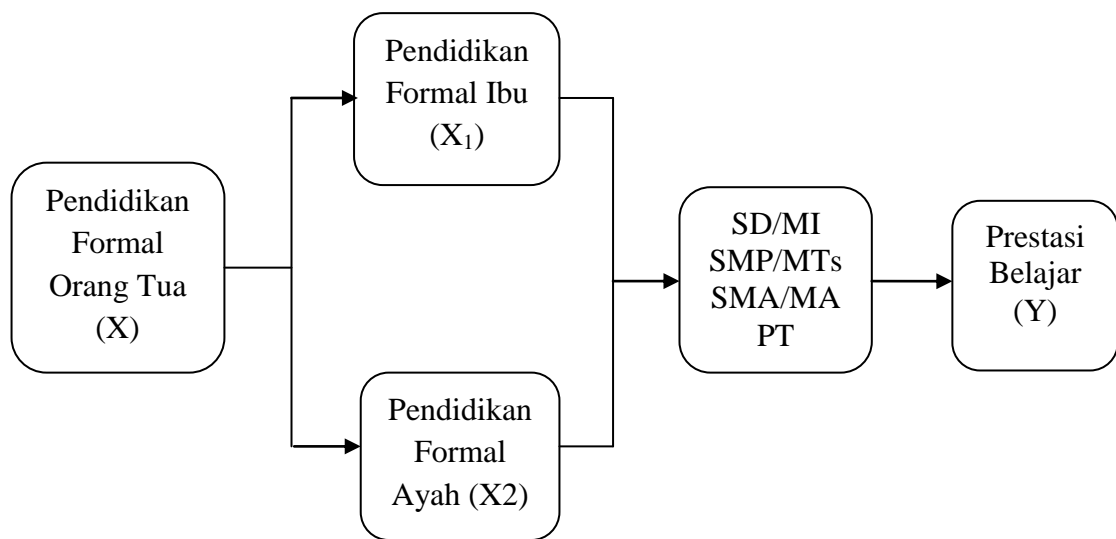 Pendidikan
Formal
Orang Tua
(X)
Pendidikan
Formal Ibu
(X₁)
Pendidikan
Formal
Ayah (X2)
SD/MI
SMP/MTs
SMA/MA
PT
Prestasi
Belajar
(Y)